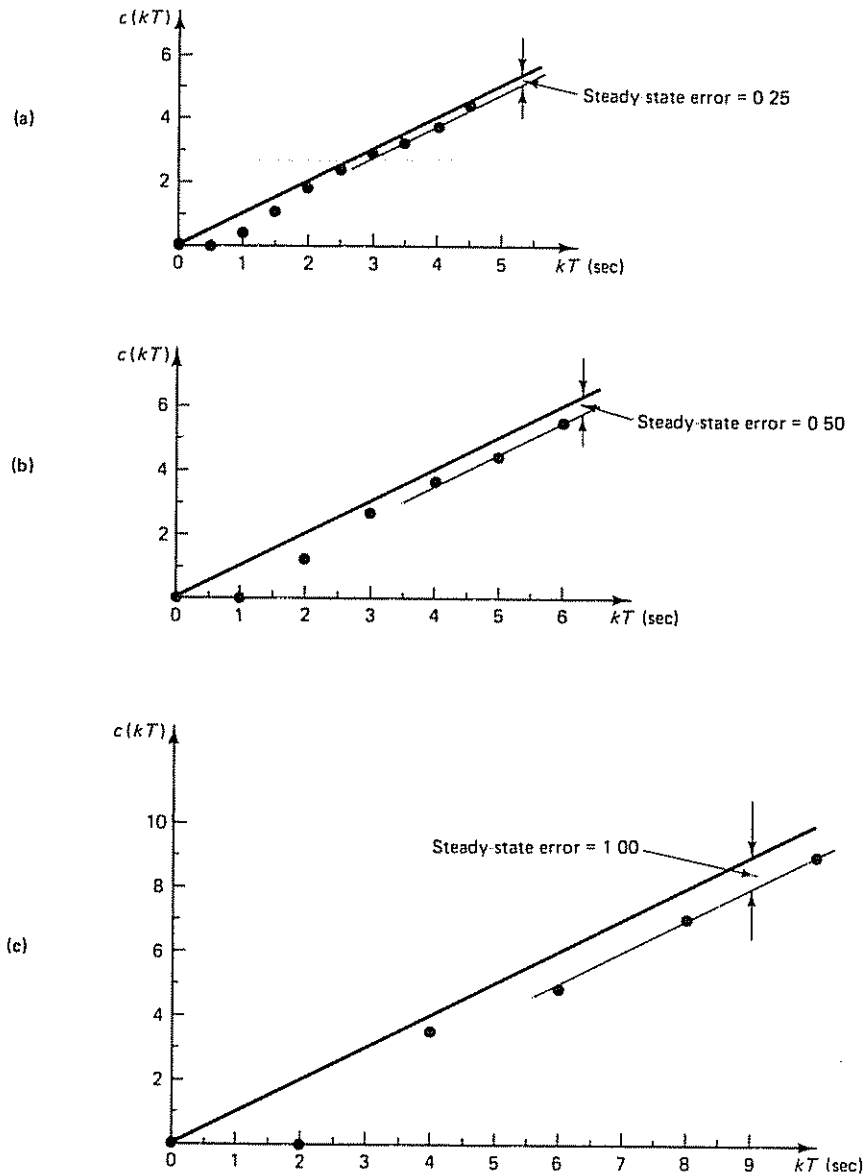 c(kT)
6
(a)
Steady-state error = 0 25
4
2
0 1 2 3 4 5 kT (sec)
c(kT)
6
Steady-state error = 0 50
(b)
4
2
0 1 2 3 4 5 6 kT (sec)
c(kT)
10
Steady-state error = 1 00
8
(c)
6
4
2
0 1 2 3 4 5 6 7 8 9 kT (sec)